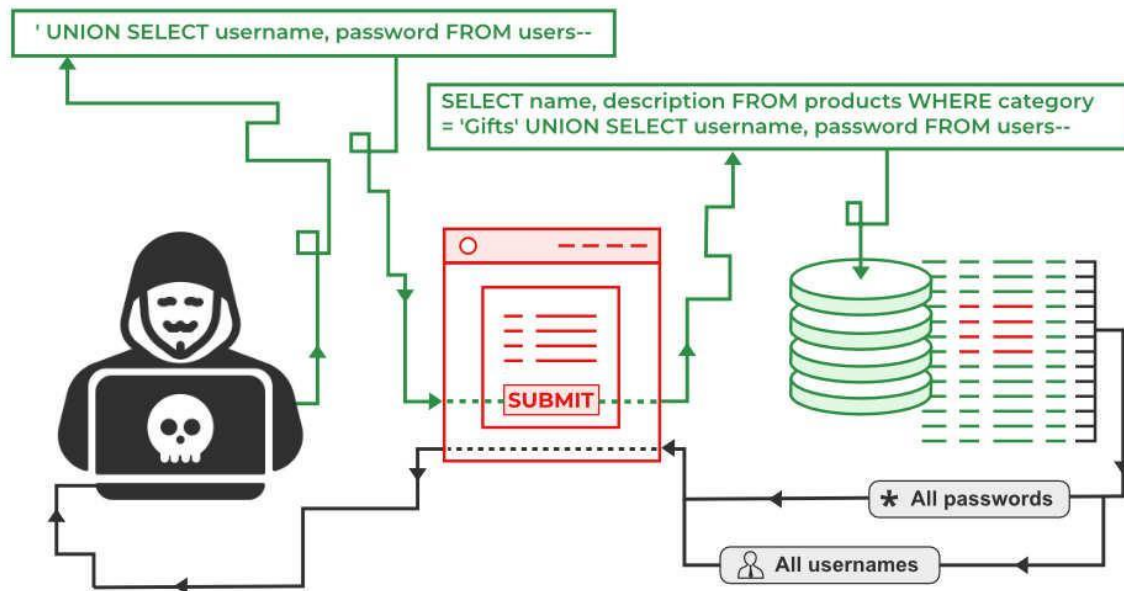 ' UNION SELECT username, password FROM users--
SELECT name, description FROM products WHERE category
= 'Gifts' UNION SELECT username, password FROM users--
SUBMIT
* All passwords
All usernames